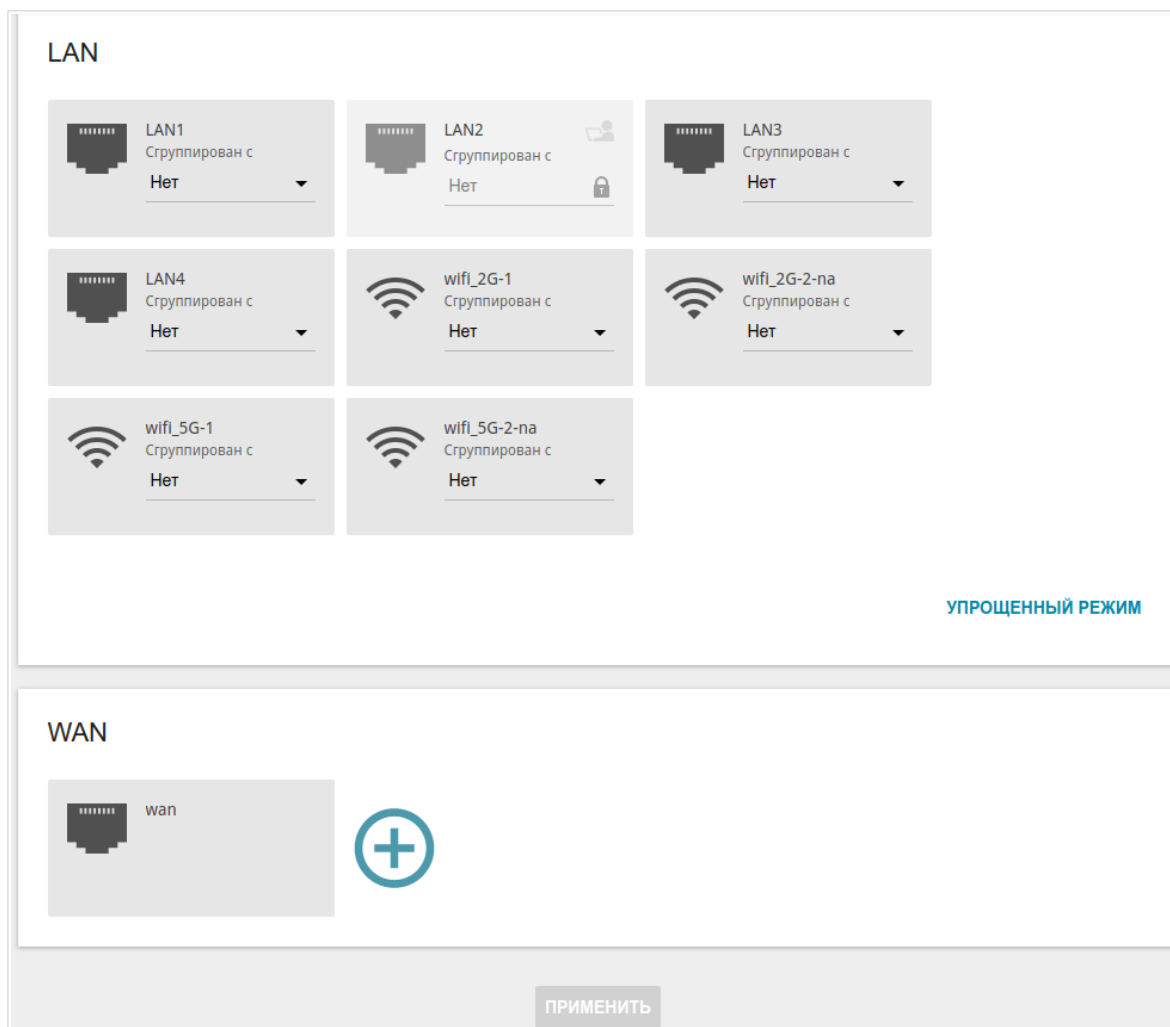 LAN
LAN1
Сгруппирован с
Нет
LAN2
Сгруппирован с
Нет
LAN3
Сгруппирован с
Нет
LAN4
Сгруппирован с
Нет
wifi_2G-1
Сгруппирован с
Нет
wifi_2G-2-na
Сгруппирован с
Нет
wifi_5G-1
Сгруппирован с
Нет
wifi_5G-2-na
Сгруппирован с
Нет
УПРОЩЕННЫЙ РЕЖИМ
WAN
wan
ПРИМЕНИТЬ